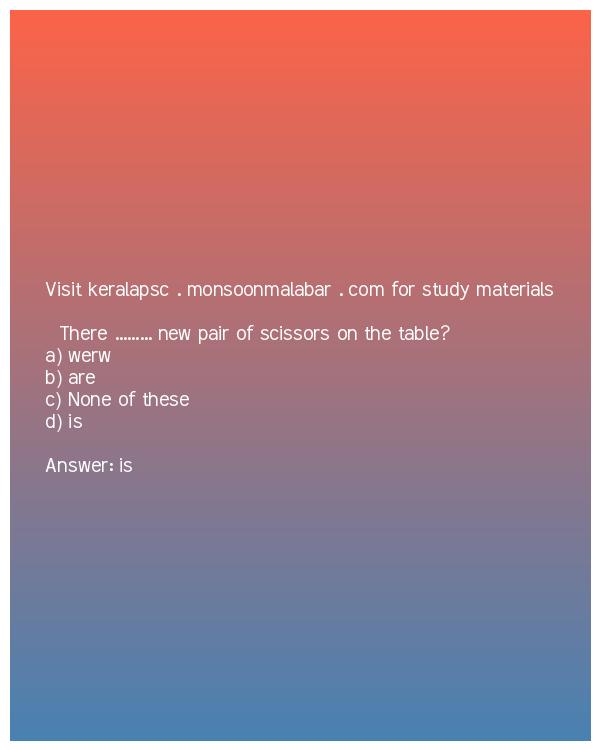 Visit keralapsc . monsoonmalabar . com for study materials
There ......... new pair of scissors on the table?
a) werw
b) are
c) None of these
d) is
Answer: is